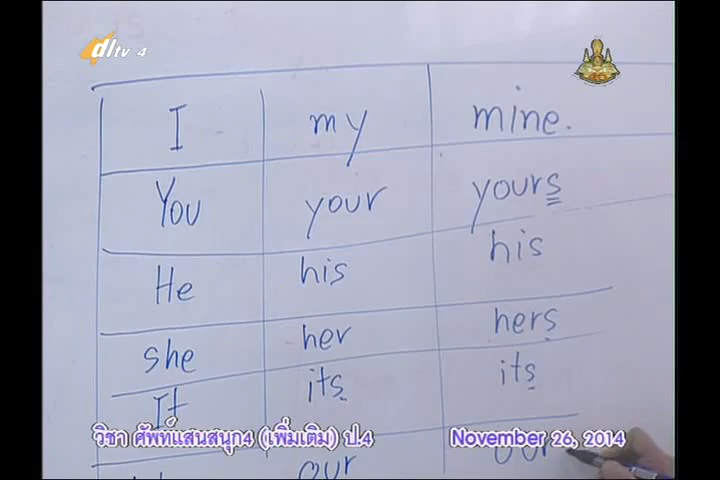 dltv 4
I my mine.
You your yours
He his his
she her hers
It its its
our our
วิชา ศัพท์แสนสนุก4 (เพิ่มเติม) ป.4 November 26, 2014